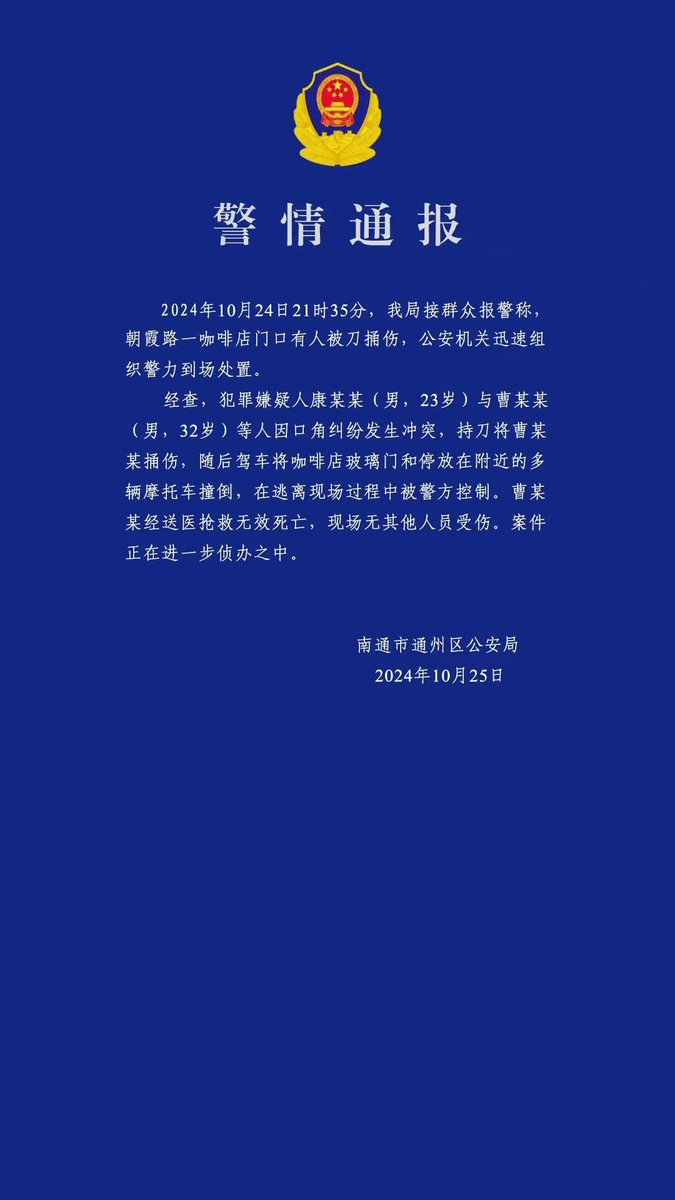 警情通报
2024年10月24日21时35分，我局接群众报警称，
朝霞路一咖啡店门口有人被刀捅伤，公安机关迅速组
织警力到场处置。
经查，犯罪嫌疑人康某某（男，23岁）与曹某某
（男，32岁）等人因口角纠纷发生冲突，持刀将曹某
某捅伤，随后驾车将咖啡店玻璃门和停放在附近的多
辆摩托车撞倒，在逃离现场过程中被警方控制。曹某
某经送医抢救无效死亡，现场无其他人员受伤。案件
正在进一步侦办之中。
南通市通州区公安局
2024年10月25日